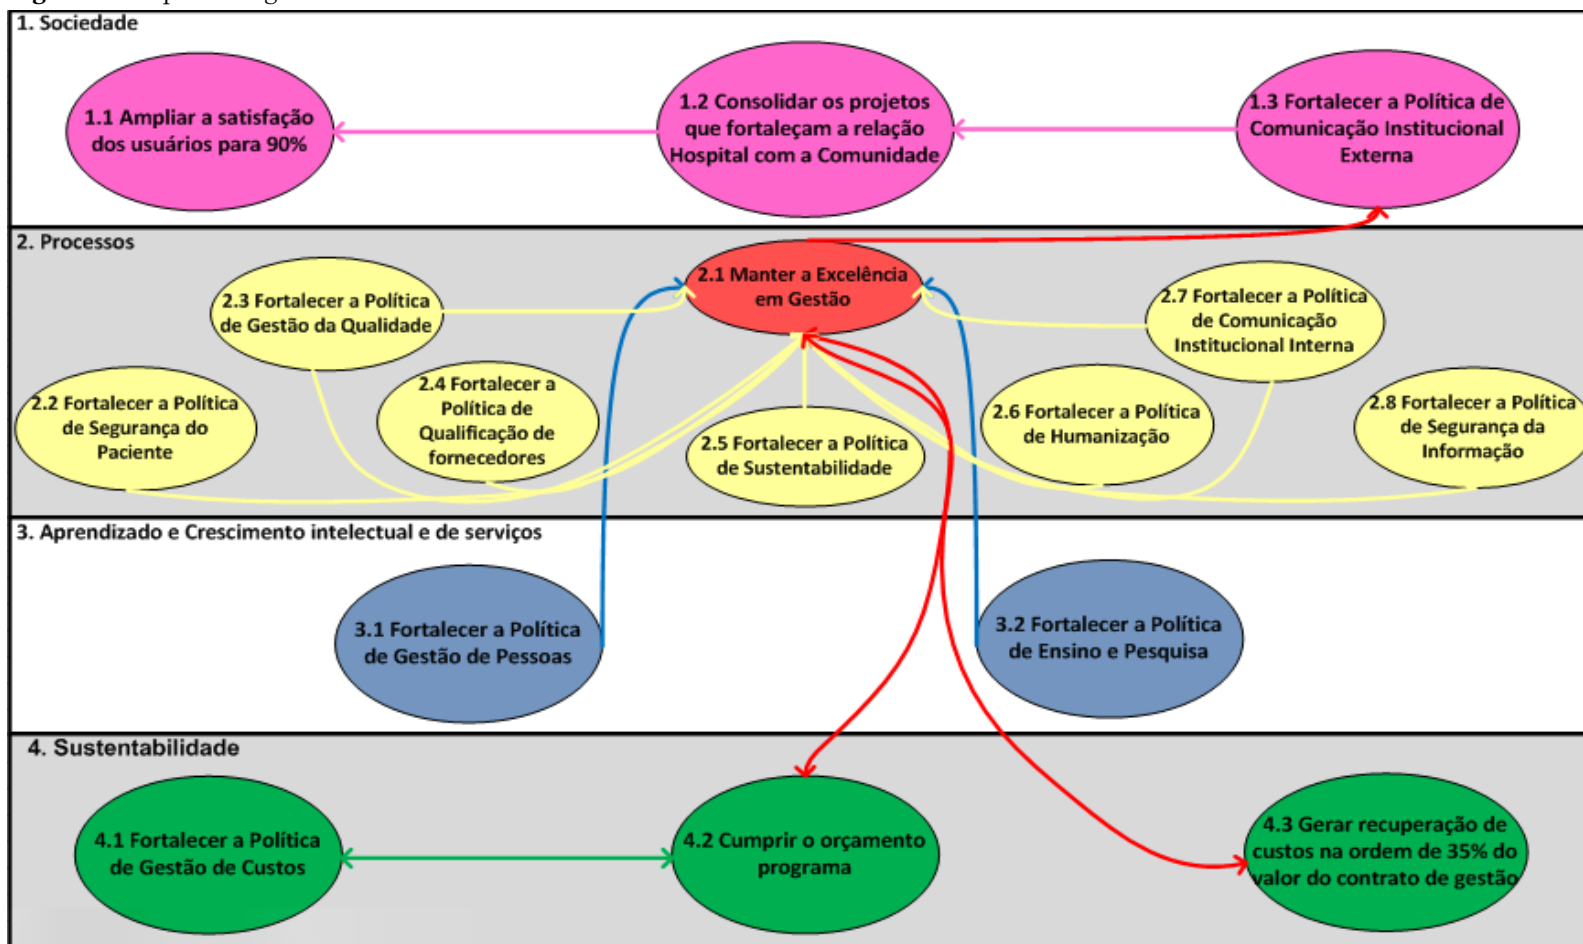 1. Sociedade
1.1 Ampliar a satisfação
dos usuários para 90%
1.2 Consolidar os projetos
que fortaleçam a relação
Hospital com a Comunidade
1.3 Fortalecer a Política de
Comunicação Institucional
Externa
2. Processos
2.1 Manter a Excelência
em Gestão
2.2 Fortalecer a Política
de Segurança do
Paciente
2.3 Fortalecer a Política
de Gestão da Qualidade
2.4 Fortalecer a
Política de
Qualificação de
fornecedores
2.5 Fortalecer a Política
de Sustentabilidade
2.6 Fortalecer a Política
de Humanização
2.7 Fortalecer a Política
de Comunicação
Institucional Interna
2.8 Fortalecer a Política
de Segurança da
Informação
3. Aprendizado e Crescimento intelectual e de serviços
3.1 Fortalecer a Política
de Gestão de Pessoas
3.2 Fortalecer a Política
de Ensino e Pesquisa
4. Sustentabilidade
4.1 Fortalecer a Política
de Gestão de Custos
4.2 Cumprir o orçamento
programa
4.3 Gerar recuperação de
custos na ordem de 35% do
valor do contrato de gestão